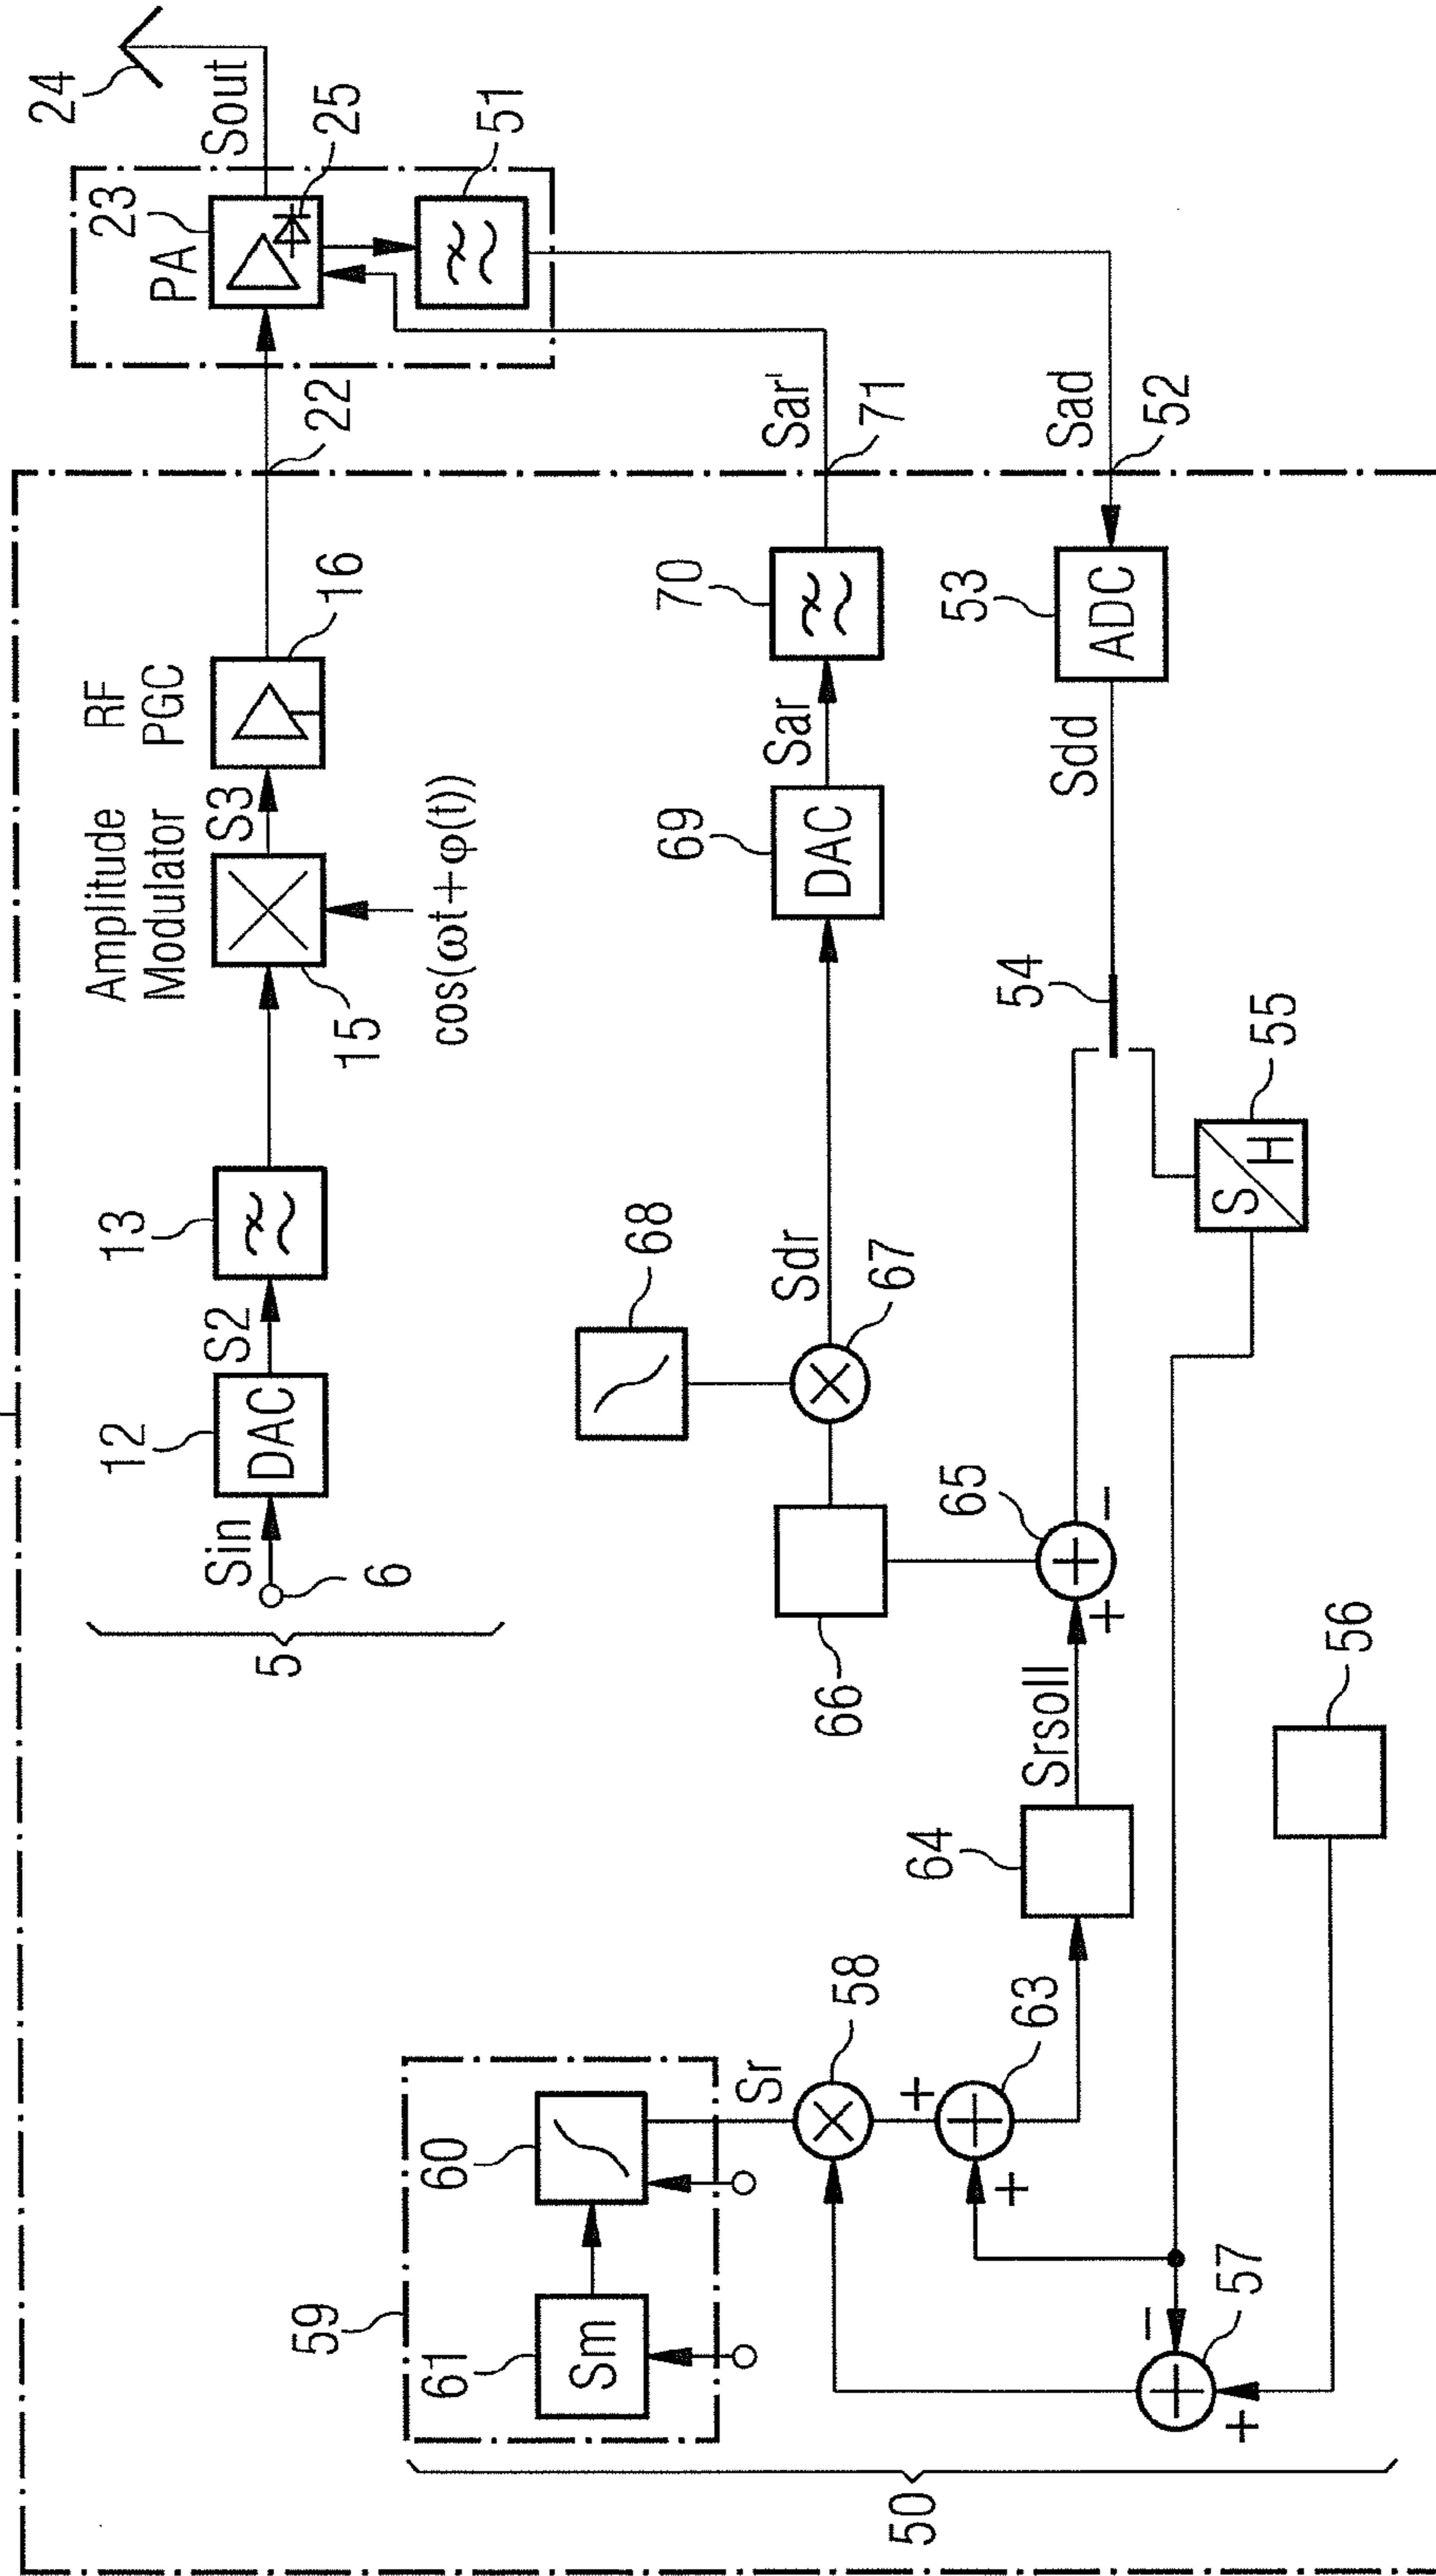 24
Sout
23
PA
25
51
22
Sar'
71
Sad
52
RF
PGC
16
Amplitude
Modulator
S3
15
cos(ωt+φ(t))
13
S2
12
DAC
Sin
6
5
70
Sar
69
DAC
53
ADC
Sdd
54
S
H
55
68
Sdr
67
66
65
+
−
+
Srsoll
64
56
59
60
61
Sm
Sr
58
+
63
+
−
57
+
50